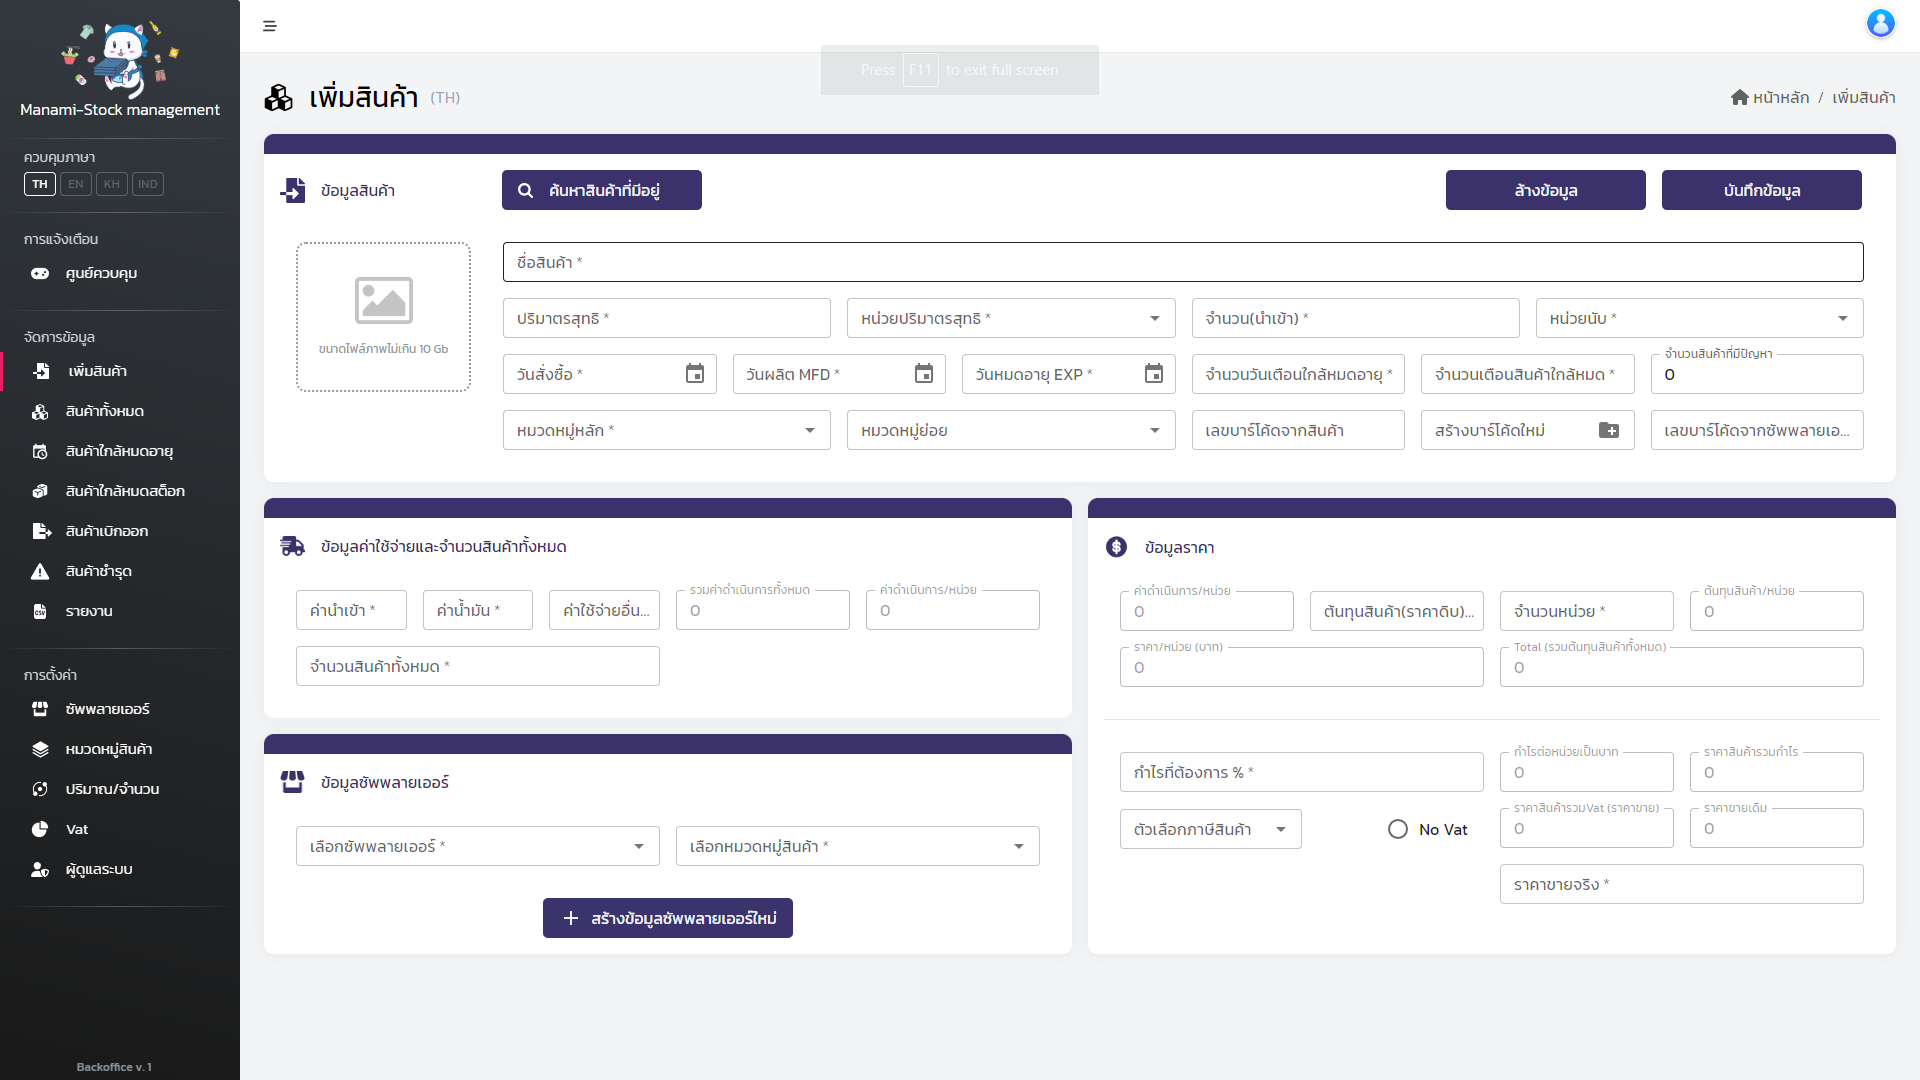 Manami-Stock management
ควบคุมภาษา
TH EN KH IND
การแจ้งเตือน
ศูนย์ควบคุม
จัดการข้อมูล
เพิ่มสินค้า
สินค้าทั้งหมด
สินค้าใกล้หมดอายุ
สินค้าใกล้หมดสต็อก
สินค้าเบิกออก
สินค้าชำรุด
รายงาน
การตั้งค่า
ซัพพลายเออร์
หมวดหมู่สินค้า
ปริมาณ/จำนวน
Vat
ผู้ดูแลระบบ
Backoffice v. 1
Press F11 to exit full screen
เพิ่มสินค้า (TH)
หน้าหลัก / เพิ่มสินค้า
ข้อมูลสินค้า
ค้นหาสินค้าที่มีอยู่
ล้างข้อมูล
บันทึกข้อมูล
ขนาดไฟล์ภาพไม่เกิน 10 Gb
ชื่อสินค้า *
ปริมาตรสุทธิ *
หน่วยปริมาตรสุทธิ *
จำนวน(นำเข้า) *
หน่วยนับ *
วันสั่งซื้อ *
วันผลิต MFD *
วันหมดอายุ EXP *
จำนวนวันเตือนใกล้หมดอายุ *
จำนวนเตือนสินค้าใกล้หมด *
จำนวนสินค้าที่มีปัญหา
0
หมวดหมู่หลัก *
หมวดหมู่ย่อย
เลขบาร์โค้ดจากสินค้า
สร้างบาร์โค้ดใหม่
เลขบาร์โค้ดจากซัพพลายเอ...
ข้อมูลค่าใช้จ่ายและจำนวนสินค้าทั้งหมด
ค่านำเข้า *
ค่าน้ำมัน *
ค่าใช้จ่ายอื่น...
รวมค่าดำเนินการทั้งหมด
0
ค่าดำเนินการ/หน่วย
0
จำนวนสินค้าทั้งหมด *
ข้อมูลซัพพลายเออร์
เลือกซัพพลายเออร์ *
เลือกหมวดหมู่สินค้า *
สร้างข้อมูลซัพพลายเออร์ใหม่
ข้อมูลราคา
ค่าดำเนินการ/หน่วย
0
ต้นทุนสินค้า(ราคาดิบ)...
จำนวนหน่วย *
ต้นทุนสินค้า/หน่วย
0
ราคา/หน่วย (บาท)
0
Total (รวมต้นทุนสินค้าทั้งหมด)
0
กำไรที่ต้องการ % *
กำไรต่อหน่วยเป็นบาท
0
ราคาสินค้ารวมกำไร
0
ตัวเลือกภาษีสินค้า
No Vat
ราคาสินค้ารวมVat (ราคาขาย)
0
ราคาขายเดิม
0
ราคาขายจริง *